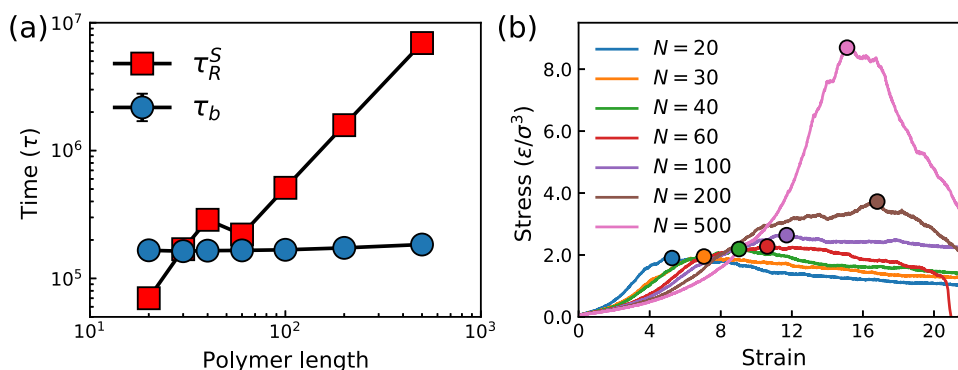 (a)
10^7
10^6
10^5
Time (τ)
τ_R^S
τ_b
10^1
10^2
10^3
Polymer length
(b)
8.0
6.0
4.0
2.0
0.0
Stress (ε/σ^3)
N = 20
N = 30
N = 40
N = 60
N = 100
N = 200
N = 500
0 4 8 12 16 20
Strain